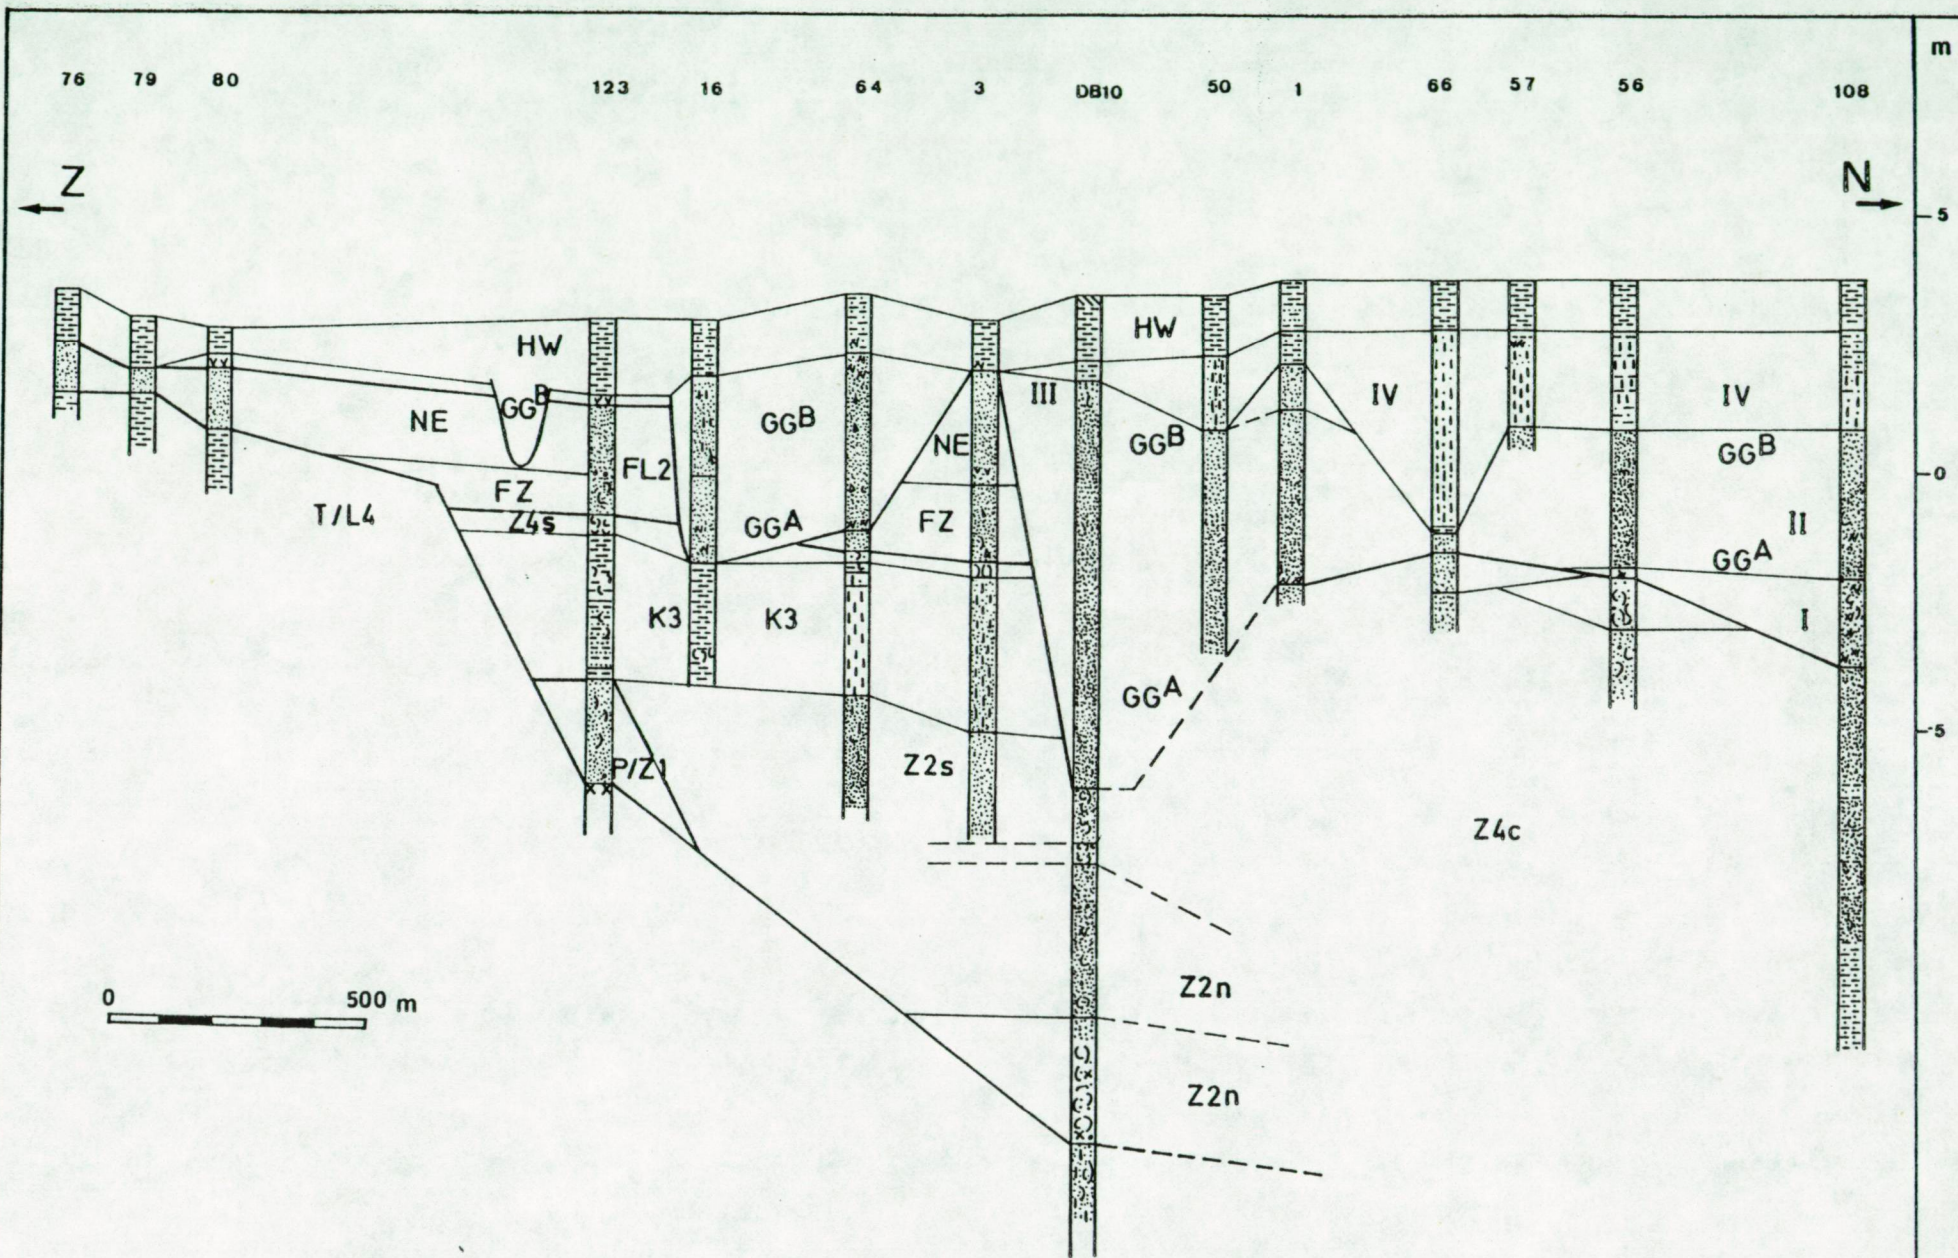 m
76 79 80 123 16 64 3 DB10 50 1 66 57 56 108
Z N
5
HW HW
GGB
NE GGB NE III GGB IV IV GGB
0
FZ FL2 FZ
T/L4 Z4s GGA II
GGA
K3 K3 I
GGA
-5
P/Z1 Z2s
Z4c
Z2n
0 500 m
Z2n